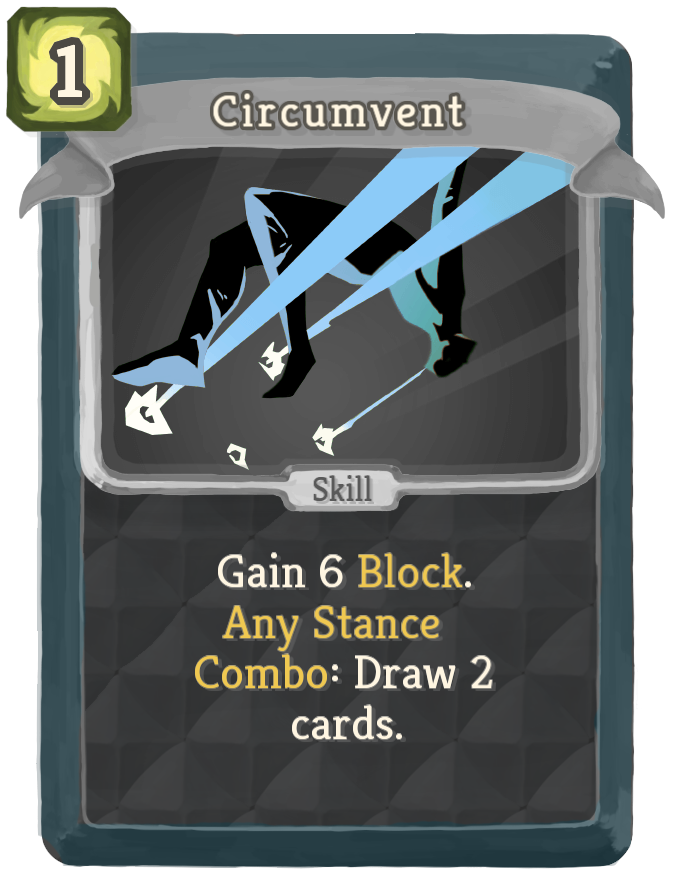 1
Circumvent
Skill
Gain 6 Block.
Any Stance
Combo: Draw 2
cards.